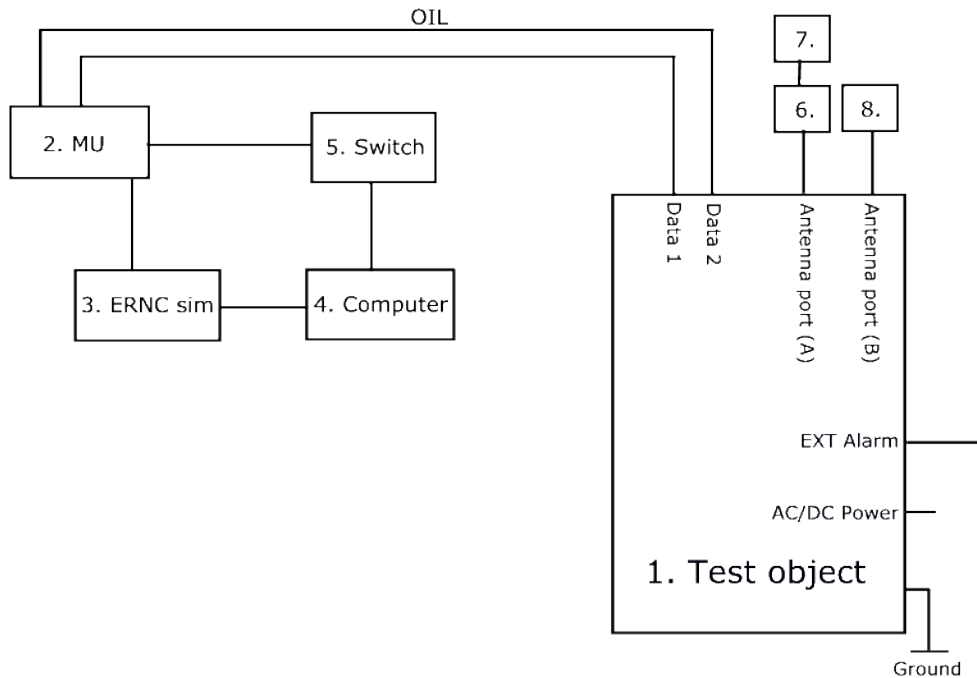 OIL
7.
2. MU
6.
8.
5. Switch
Data 1
Data 2
Antenna port (A)
Antenna port (B)
3. ERNC sim
4. Computer
EXT Alarm
AC/DC Power
1. Test object
Ground